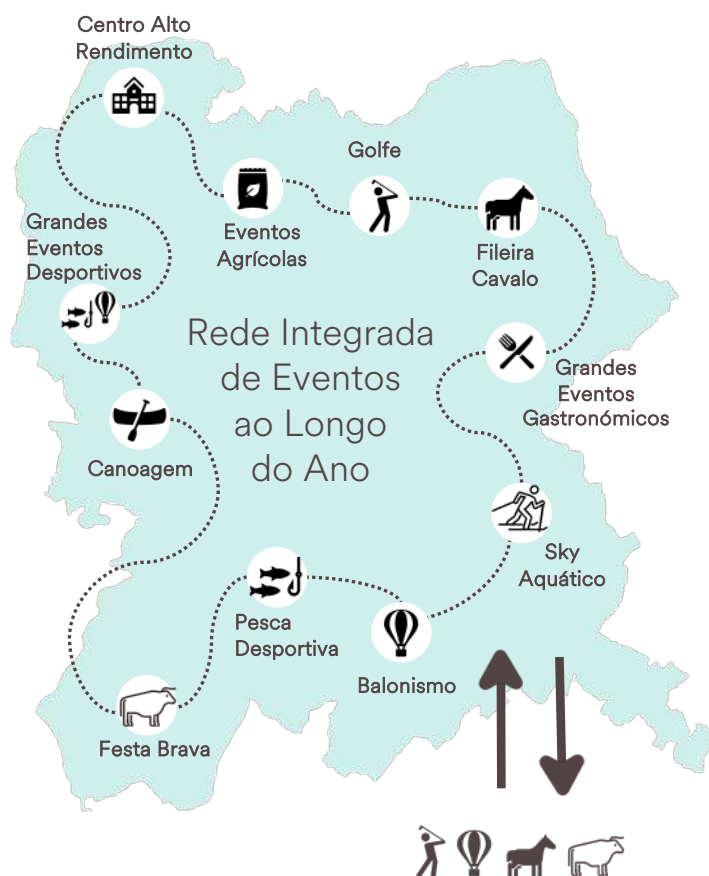 Centro Alto
Rendimento
Golfe
Grandes
Eventos
Desportivos
Eventos
Agrícolas
Fileira
Cavalo
Rede Integrada
de Eventos
ao Longo
do Ano
Grandes
Eventos
Gastronómicos
Canoagem
Sky
Aquático
Pesca
Desportiva
Balonismo
Festa Brava